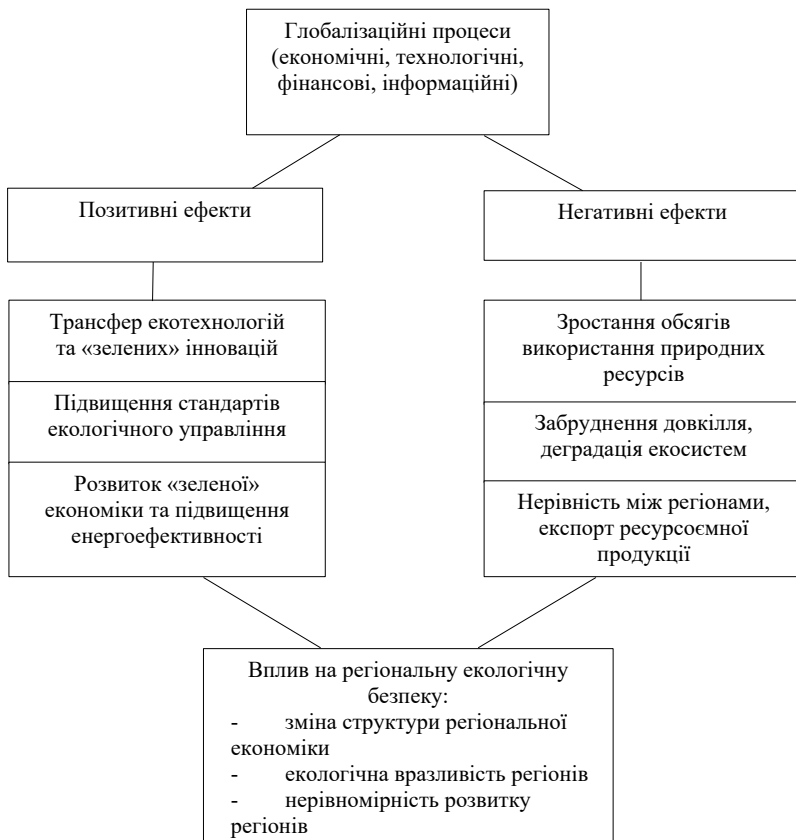 Глобалізаційні процеси
(економічні, технологічні,
фінансові, інформаційні)
Позитивні ефекти
Негативні ефекти
Трансфер екотехнологій
та «зелених» інновацій
Підвищення стандартів
екологічного управління
Розвиток «зеленої»
економіки та підвищення
енергоефективності
Зростання обсягів
використання природних
ресурсів
Забруднення довкілля,
деградація екосистем
Нерівність між регіонами,
експорт ресурсоємної
продукції
Вплив на регіональну екологічну
безпеку:
- зміна структури регіональної
економіки
- екологічна вразливість регіонів
- нерівномірність розвитку
регіонів